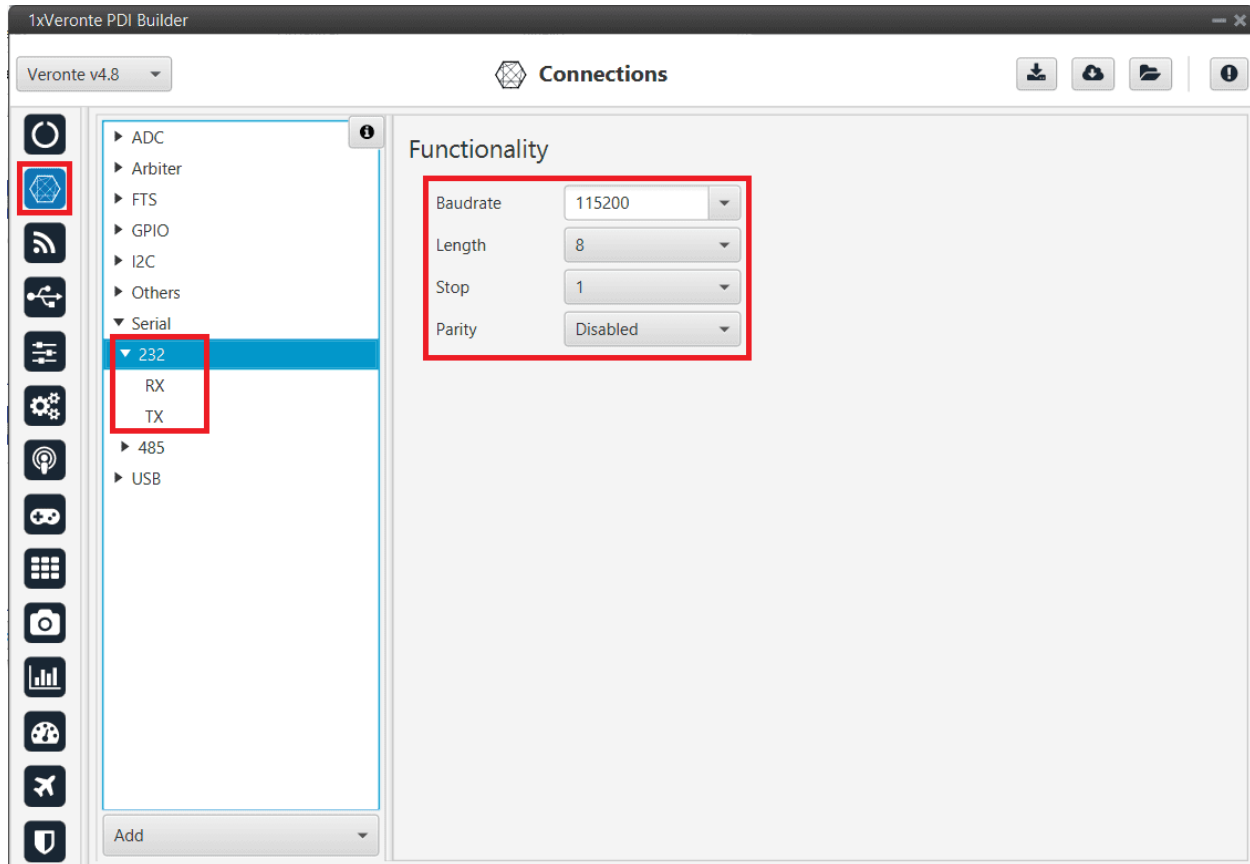 1xVeronte PDI Builder
Veronte v4.8
Connections
ADC
Arbiter
FTS
GPIO
I2C
Others
Serial
232
RX
TX
485
USB
Add
Functionality
Baudrate 115200
Length 8
Stop 1
Parity Disabled